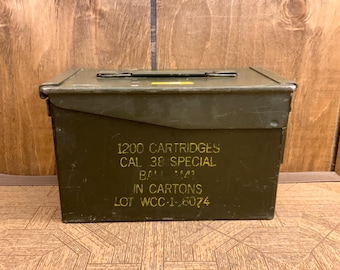 1200 CARTRIDGES
CAL 38 SPECIAL
BALL M41
IN CARTONS
LOT WCC-1-6074